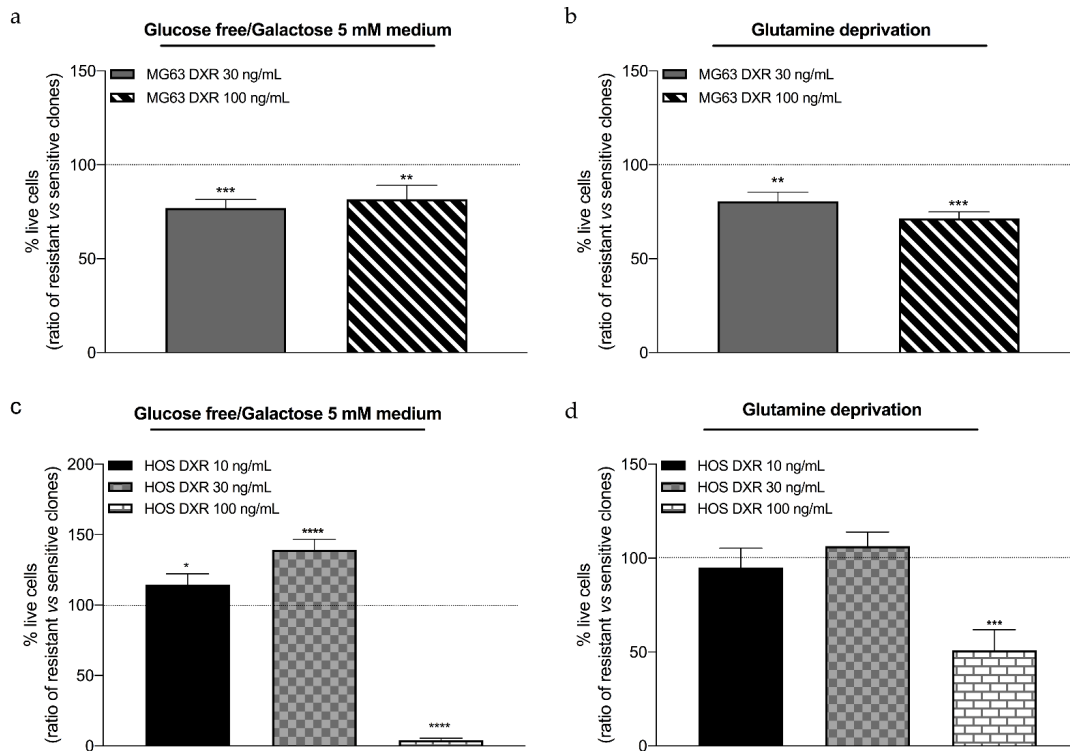 a
Glucose free/Galactose 5 mM medium
% live cells
(ratio of resistant vs sensitive clones)
150
100
50
0
MG63 DXR 30 ng/mL
MG63 DXR 100 ng/mL
***
**
b
Glutamine deprivation
% live cells
(ratio of resistant vs sensitive clones)
150
100
50
0
MG63 DXR 30 ng/mL
MG63 DXR 100 ng/mL
**
***
c
Glucose free/Galactose 5 mM medium
% live cells
(ratio of resistant vs sensitive clones)
200
150
100
50
0
HOS DXR 10 ng/mL
HOS DXR 30 ng/mL
HOS DXR 100 ng/mL
*
****
****
d
Glutamine deprivation
% live cells
(ratio of resistant vs sensitive clones)
150
100
50
0
HOS DXR 10 ng/mL
HOS DXR 30 ng/mL
HOS DXR 100 ng/mL
***